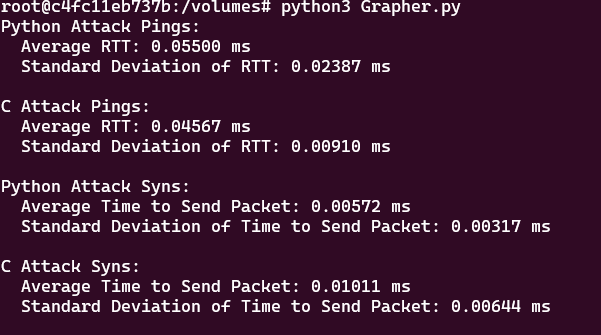 root@c4fc11eb737b:/volumes# python3 Grapher.py
Python Attack Pings:
  Average RTT: 0.05500 ms
  Standard Deviation of RTT: 0.02387 ms

C Attack Pings:
  Average RTT: 0.04567 ms
  Standard Deviation of RTT: 0.00910 ms

Python Attack Syns:
  Average Time to Send Packet: 0.00572 ms
  Standard Deviation of Time to Send Packet: 0.00317 ms

C Attack Syns:
  Average Time to Send Packet: 0.01011 ms
  Standard Deviation of Time to Send Packet: 0.00644 ms